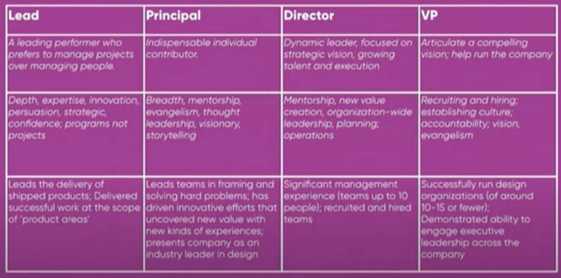 Lead
Principal
Director
VP
A leading performer who
prefers to manage projects
over managing people.
Indispensable individual
contributor.
Dynamic leader, focused on
strategic vision, growing
talent and execution
Articulate a compelling
vision; help run the company
Depth, expertise, innovation,
persuasion, strategic,
confidence; programs not
projects
Breadth, mentorship,
evangelism, thought
leadership, visionary,
storytelling
Mentorship, new value
creation, organization-wide
leadership, planning;
operations
Recruiting and hiring;
establishing culture;
accountability; vision,
evangelism
Leads the delivery of
shipped products; Delivered
successful work at the scope
of 'product areas'
Leads teams in framing and
solving hard problems; has
driven innovative efforts that
uncovered new value with
new kinds of experiences;
presents company as an
industry leader in design
Significant management
experience (teams up to 10
people); recruited and hired
teams
Successfully run design
organizations (of around
10-15 or fewer);
Demonstrated ability to
engage executive
leadership across the
company